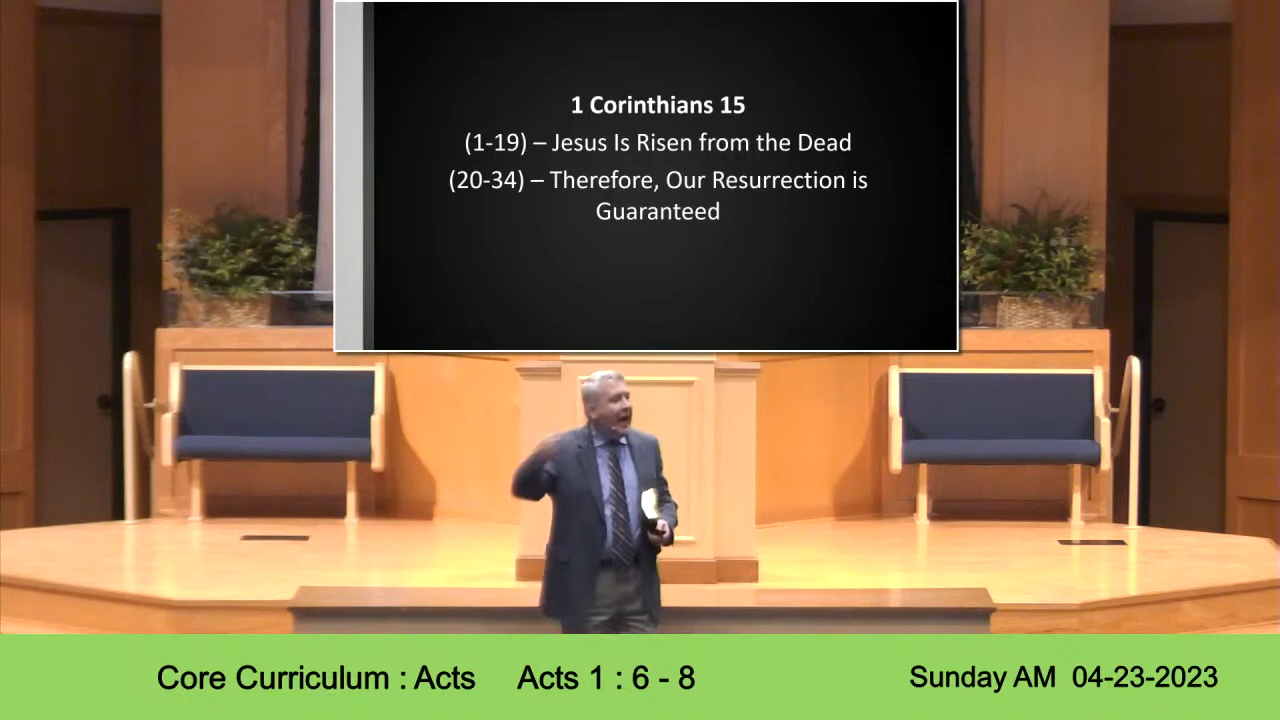 1 Corinthians 15
(1-19) – Jesus Is Risen from the Dead
(20-34) – Therefore, Our Resurrection is
Guaranteed
Core Curriculum : Acts Acts 1 : 6 - 8 Sunday AM 04-23-2023